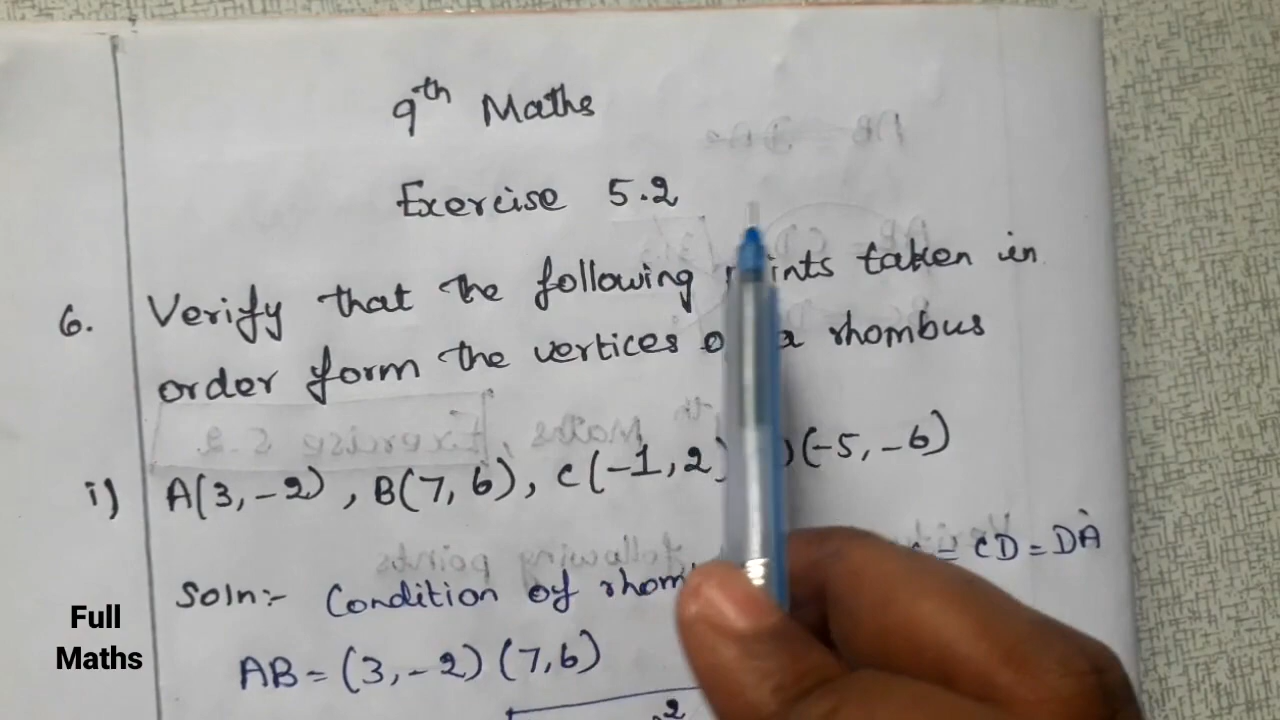 9th Maths
Exercise 5.2
6. Verify that the following taken in
order form the vertices a rhombus
i) A(3,-2), B(7,6), C(-1,2) (-5,-6)
Soln:- Condition of = CD = DA
AB = (3,-2) (7,6)
2
Full
Maths